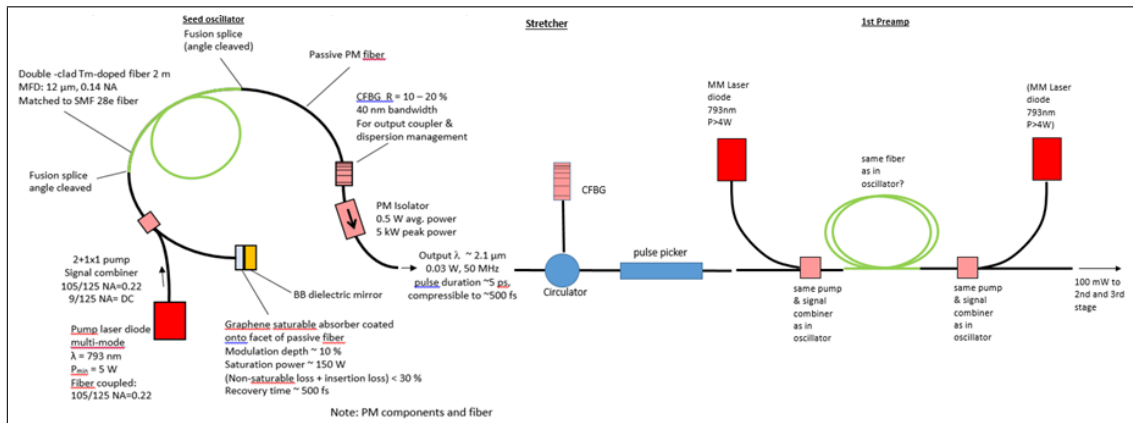 Seed oscillator
Fusion splice
(angle cleaved)
Passive PM fiber
Double -clad Tm-doped fiber 2 m
MFD: 12 µm, 0.14 NA
Matched to SMF 28e fiber
CFBG R = 10 – 20 %
40 nm bandwidth
For output coupler &
dispersion management
Fusion splice
angle cleaved
PM Isolator
0.5 W avg. power
5 kW peak power
2+1x1 pump
Signal combiner
105/125 NA=0.22
9/125 NA= DC
BB dielectric mirror
Output λ ~ 2.1 µm
0.03 W, 50 MHz
pulse duration ~5 ps,
compressible to ~500 fs
Pump laser diode
multi-mode
λ = 793 nm
Pmin = 5 W
Fiber coupled:
105/125 NA=0.22
Graphene saturable absorber coated
onto facet of passive fiber
Modulation depth ~ 10 %
Saturation power ~ 150 W
(Non-saturable loss + insertion loss) < 30 %
Recovery time ~ 500 fs
Note: PM components and fiber
Stretcher
CFBG
Circulator
pulse picker
1st Preamp
MM Laser
diode
793nm
P>4W
(MM Laser
diode
793nm
P>4W)
same fiber
as in
oscillator?
same pump
& signal
combiner
as in
oscillator
same pump
& signal
combiner
as in
oscillator
100 mW to
2nd and 3rd
stage